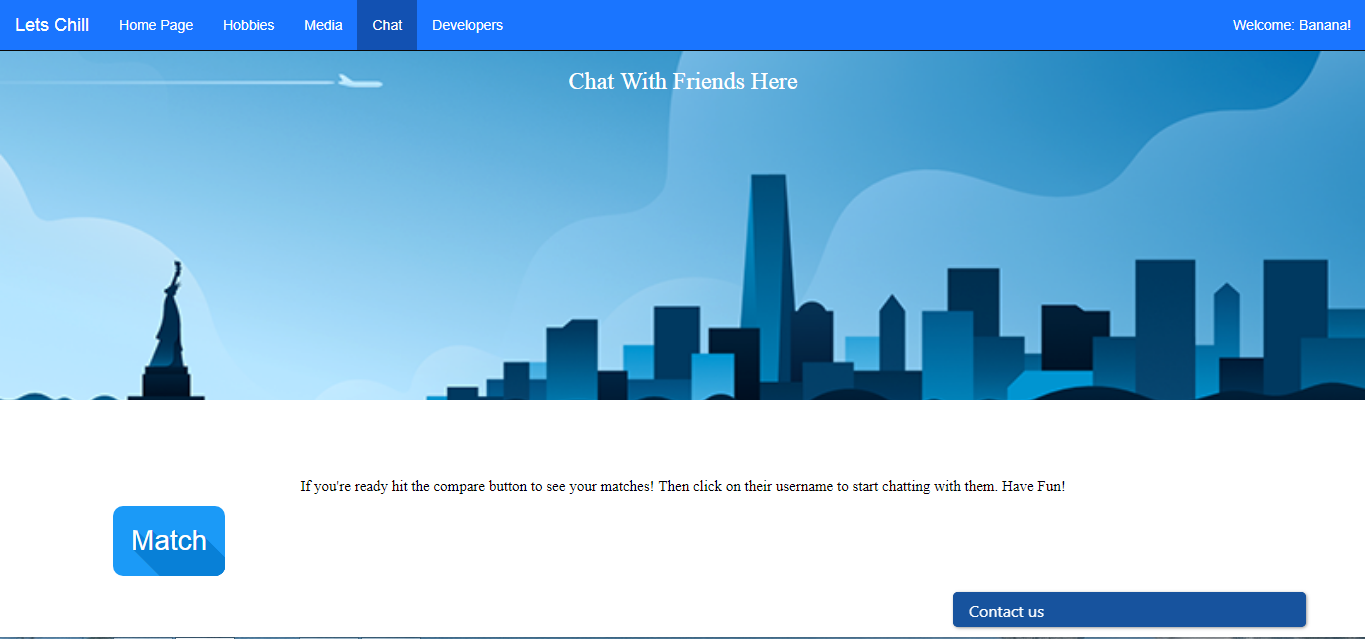 Lets Chill Home Page Hobbies Media Chat Developers Welcome: Banana!
Chat With Friends Here
If you're ready hit the compare button to see your matches! Then click on their username to start chatting with them. Have Fun!
Match
Contact us